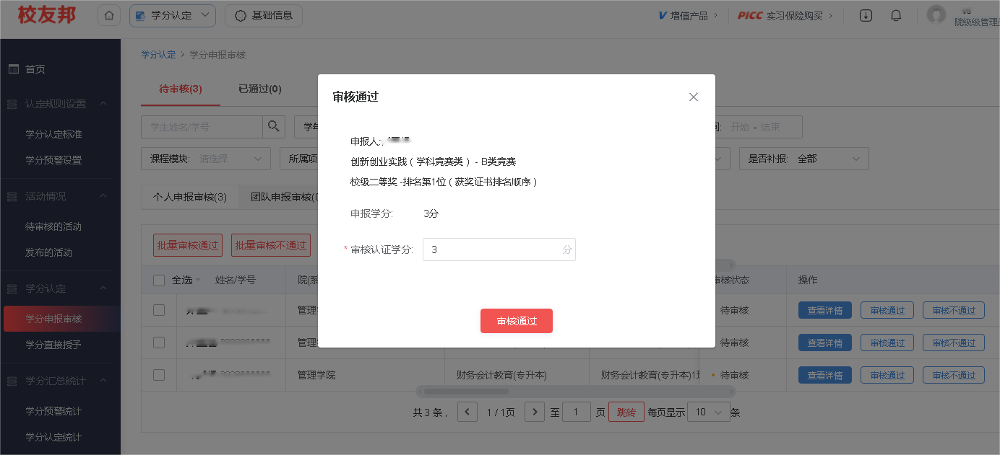 校友邦
学分认定
基础信息
V 增值产品
PICC 实习保险购买
院级级管理
首页
认定规则设置
学分认定标准
学分预警设置
活动情况
待审核的活动
发布的活动
学分认定
学分申报审核
学分直接授予
学分汇总统计
学分预警统计
学分认定统计
学分认定 > 学分申报审核
待审核(3)
已通过(0)
学生姓名/学号
开始 - 结束
课程模块: 请选择
所属项
是否补报: 全部
个人申报审核(3)
团队申报审核(
批量审核通过
批量审核不通过
全选
姓名/学号
院(系
审核状态
操作
管理
待审核
查看详情
审核通过
审核不通过
管理
待审核
查看详情
审核通过
审核不通过
管理学院
财务会计教育(专升本)
财务会计教育(专升本)1
待审核
查看详情
审核通过
审核不通过
共 3 条，
1 / 1页
至 1 页
跳转
每页显示 10 条
审核通过
申报人:
创新创业实践（学科竞赛类） - B类竞赛
校级二等奖 -排名第1位（获奖证书排名顺序）
申报学分: 3分
* 审核认证学分: 3 分
审核通过